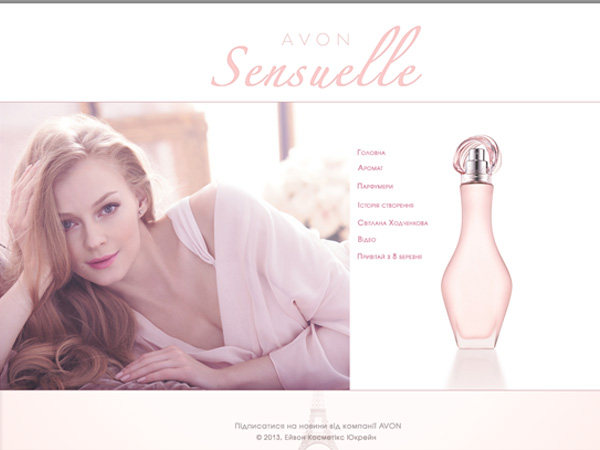 AVON
Sensuelle
Головна
Аромат
Парфумери
Історія створення
Світлана Ходченкова
Відео
Привітай з 8 березня
Підписатися на новини від компанії AVON
© 2013, Ейвон Косметікс Юкрейн